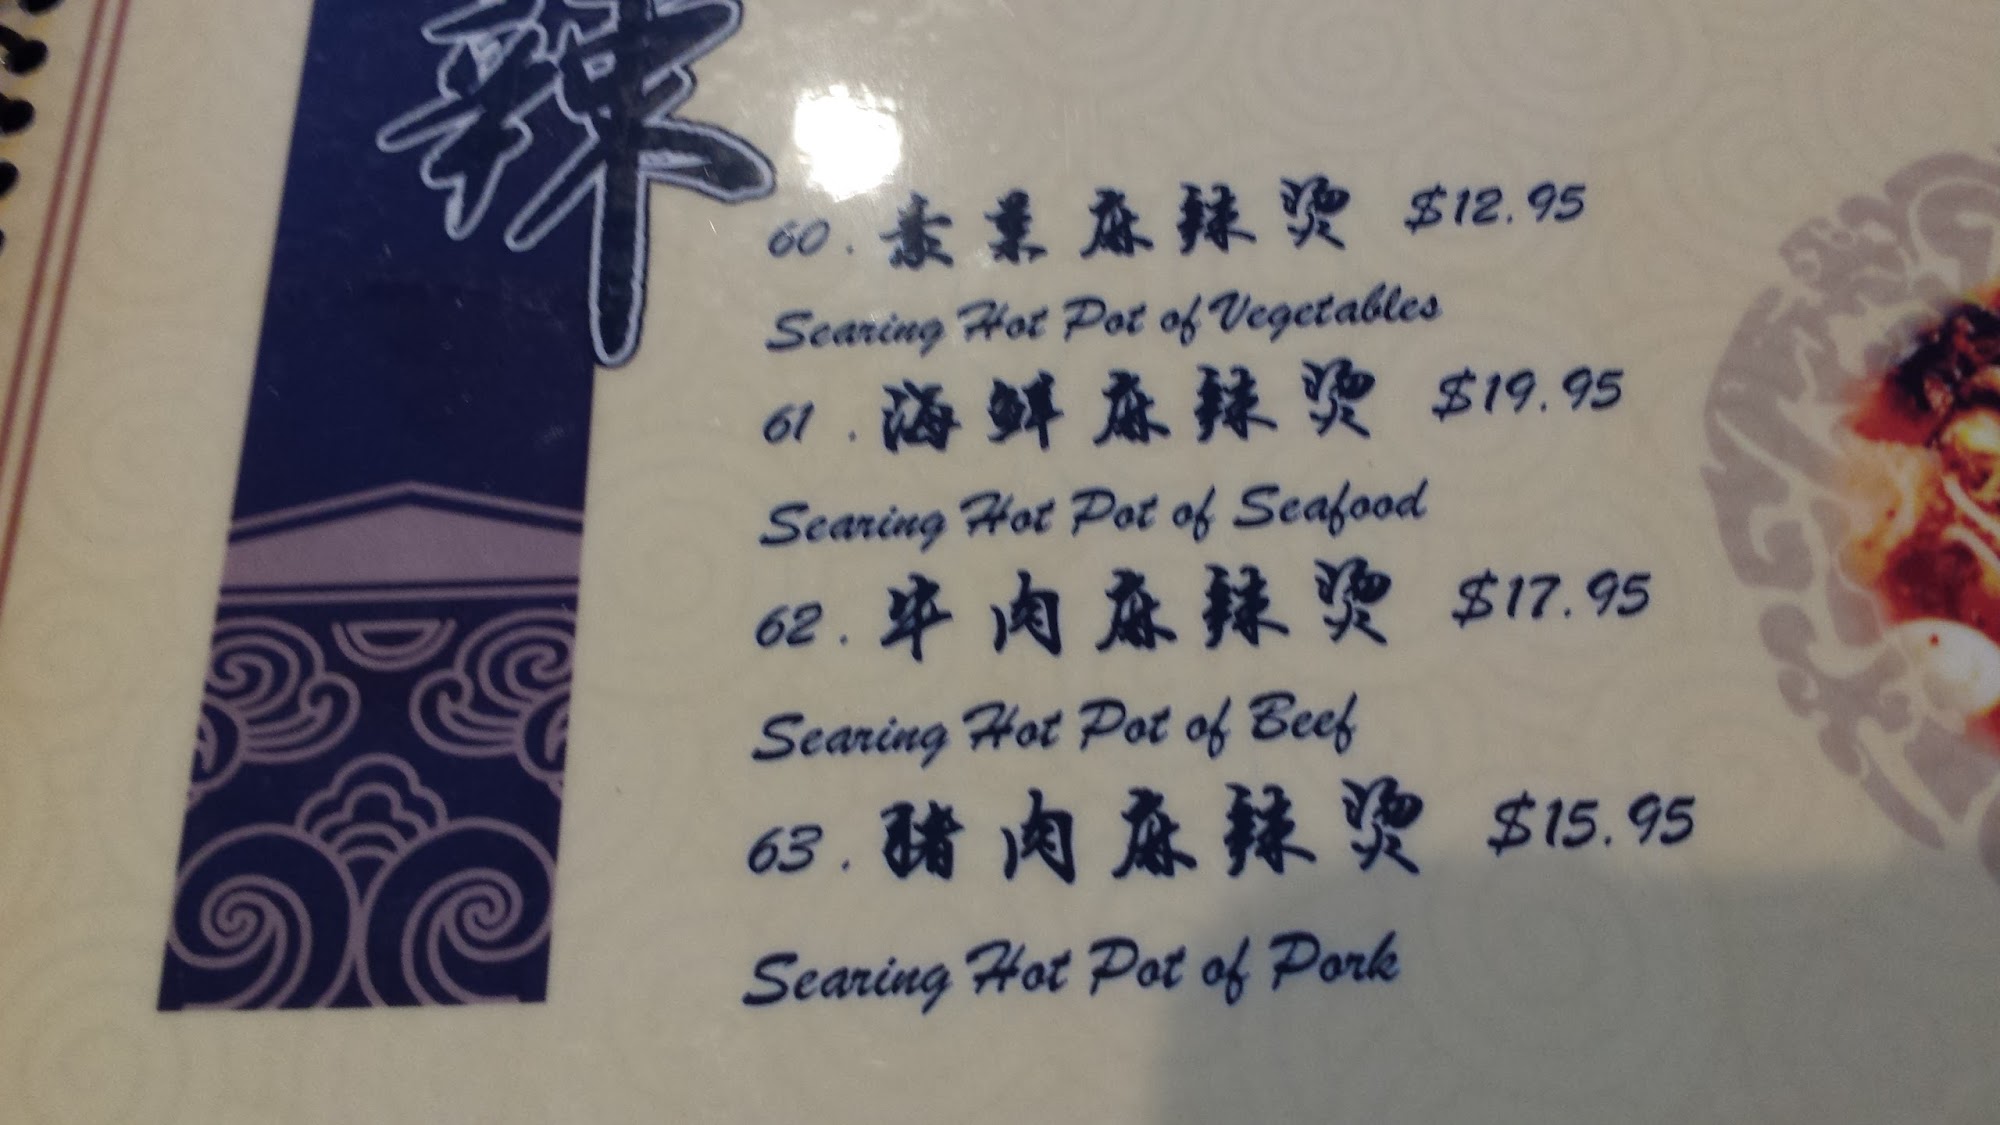 辣
60. 素菜麻辣烫 $12.95
Searing Hot Pot of Vegetables
61. 海鲜麻辣烫 $19.95
Searing Hot Pot of Seafood
62. 牛肉麻辣烫 $17.95
Searing Hot Pot of Beef
63. 豬肉麻辣烫 $15.95
Searing Hot Pot of Pork